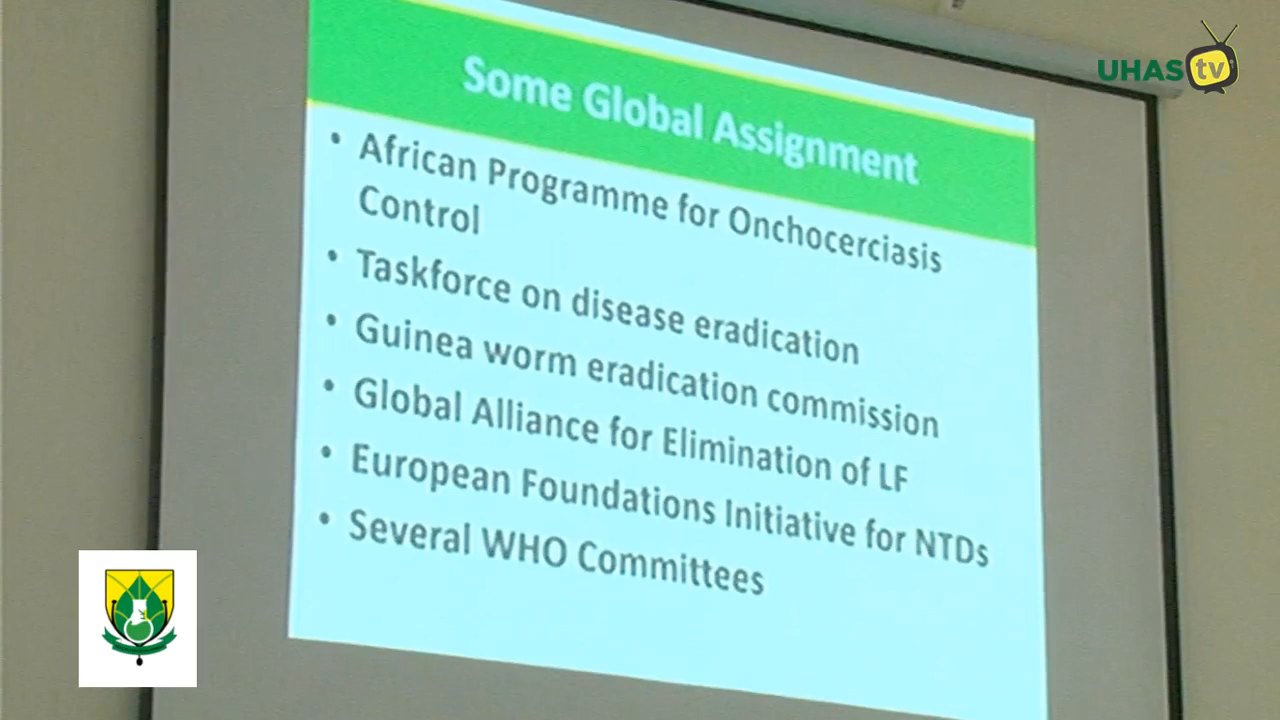 UHAS tv
Some Global Assignment
• African Programme for Onchocerciasis
Control
• Taskforce on disease eradication
• Guinea worm eradication commission
• Global Alliance for Elimination of LF
• European Foundations Initiative for NTDs
• Several WHO Committees